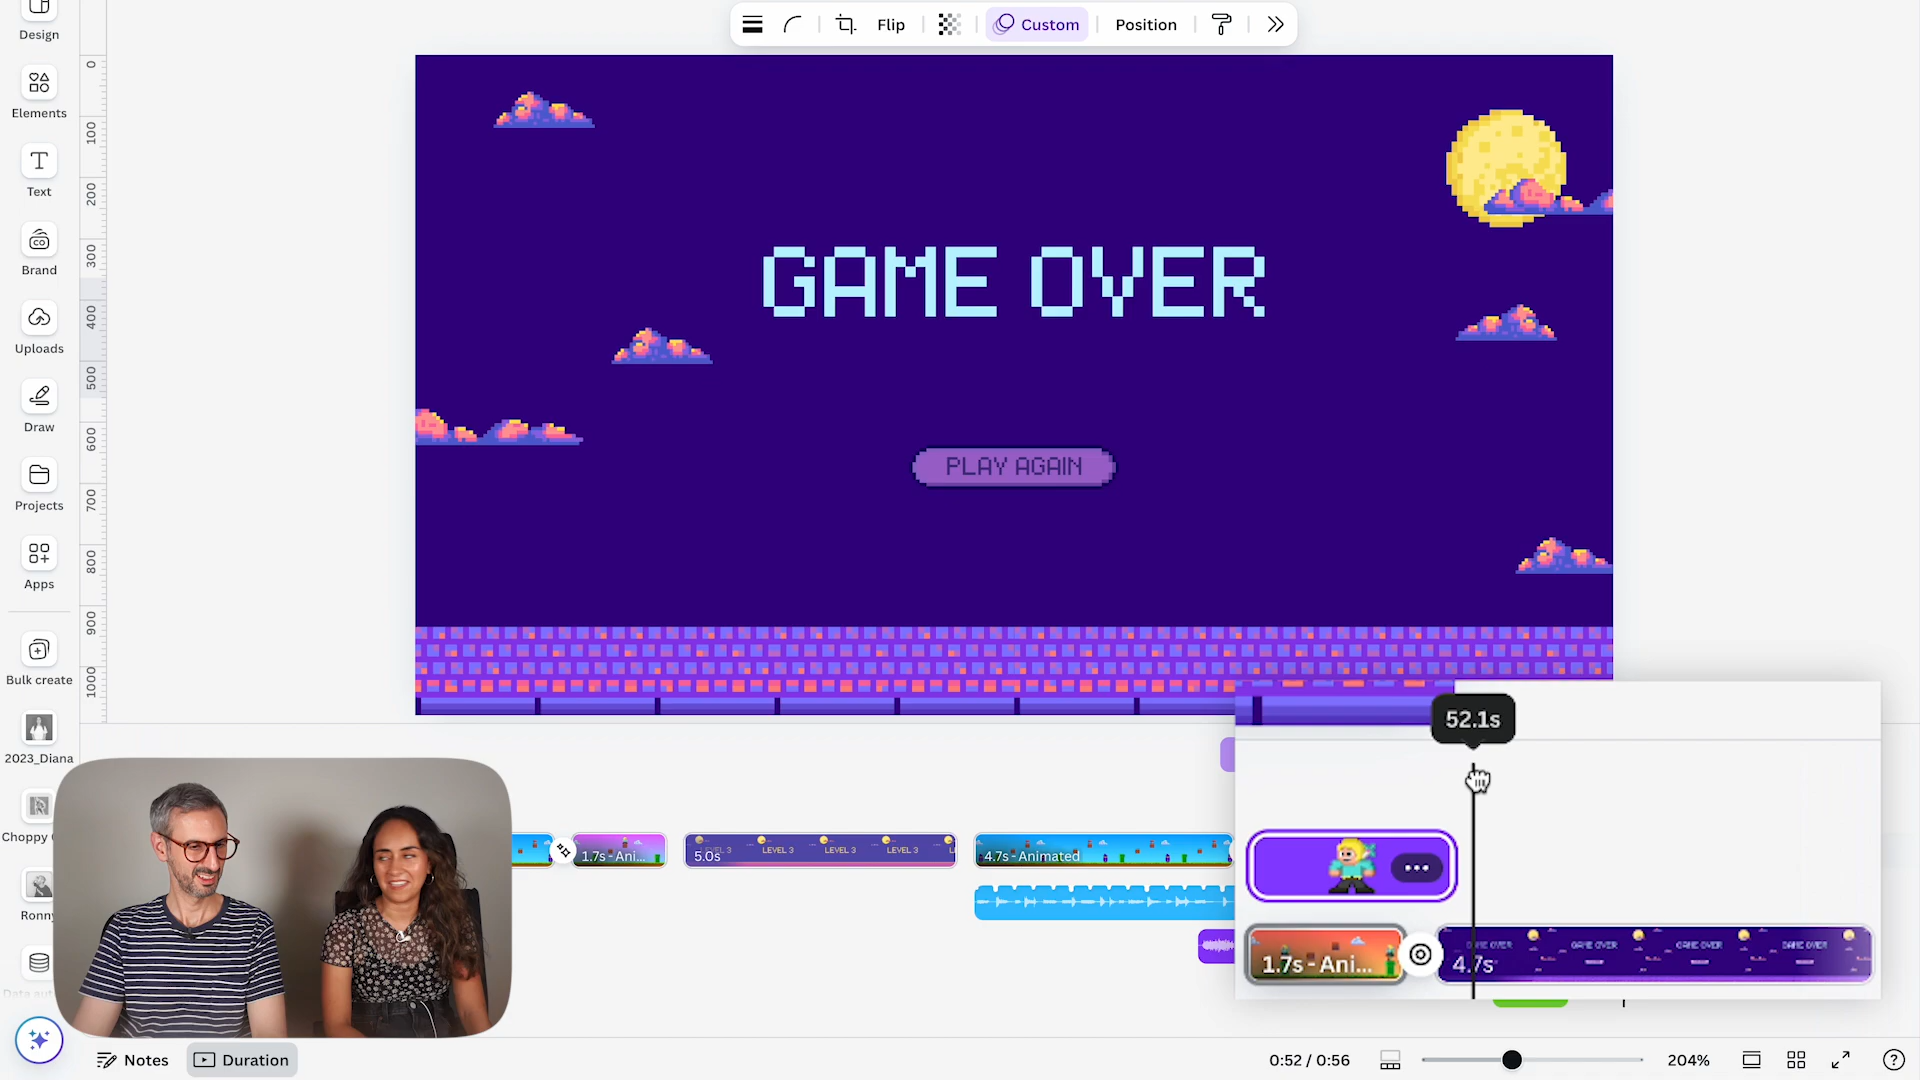 Design
Flip
Custom
Position
Elements
Text
Brand
Uploads
Draw
Projects
Apps
Bulk create
2023_Diana
Choppy
Ronny
0
100
200
300
400
500
600
700
800
900
1000
GAME OVER
PLAY AGAIN
52.1s
1.7s - Ani...
5.0s
LEVEL 3
LEVEL 3
LEVEL 3
LEVEL 3
4.7s - Animated
1.7s - Ani...
4.7s
GAME OVER
GAME OVER
GAME OVER
GAME OVER
Notes
Duration
0:52 / 0:56
204%